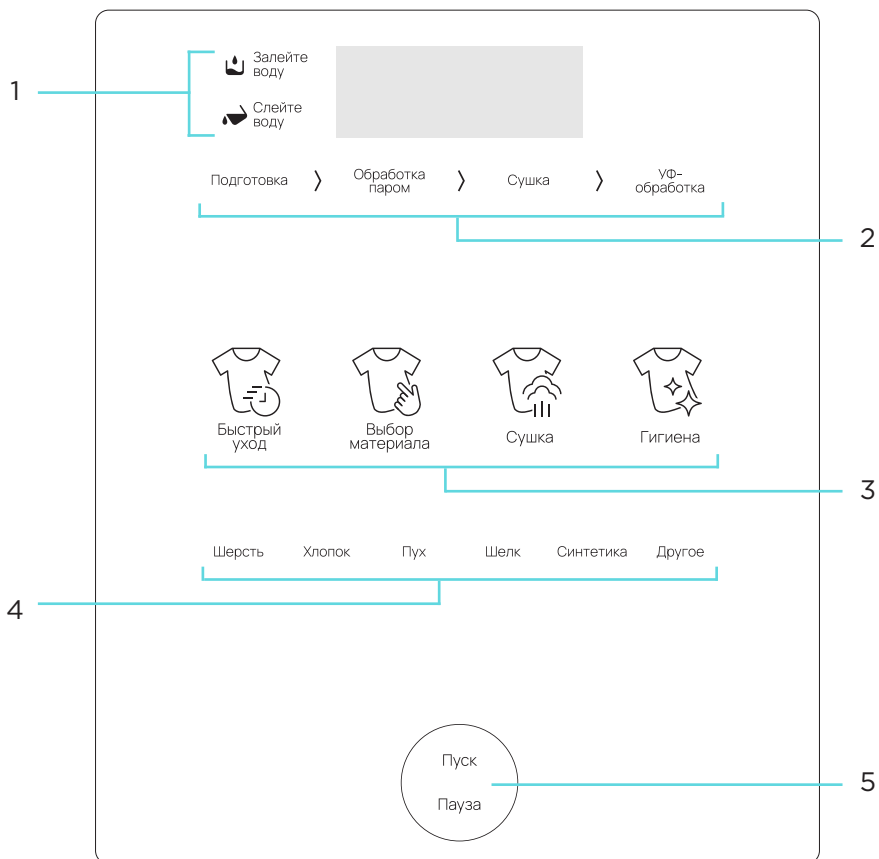 1
Залейте
воду
Слейте
воду
Подготовка
Обработка
паром
Сушка
УФ-
обработка
2
Быстрый
уход
Выбор
материала
Сушка
Гигиена
3
Шерсть Хлопок Пух Шелк Синтетика Другое
4
Пуск
Пауза
5